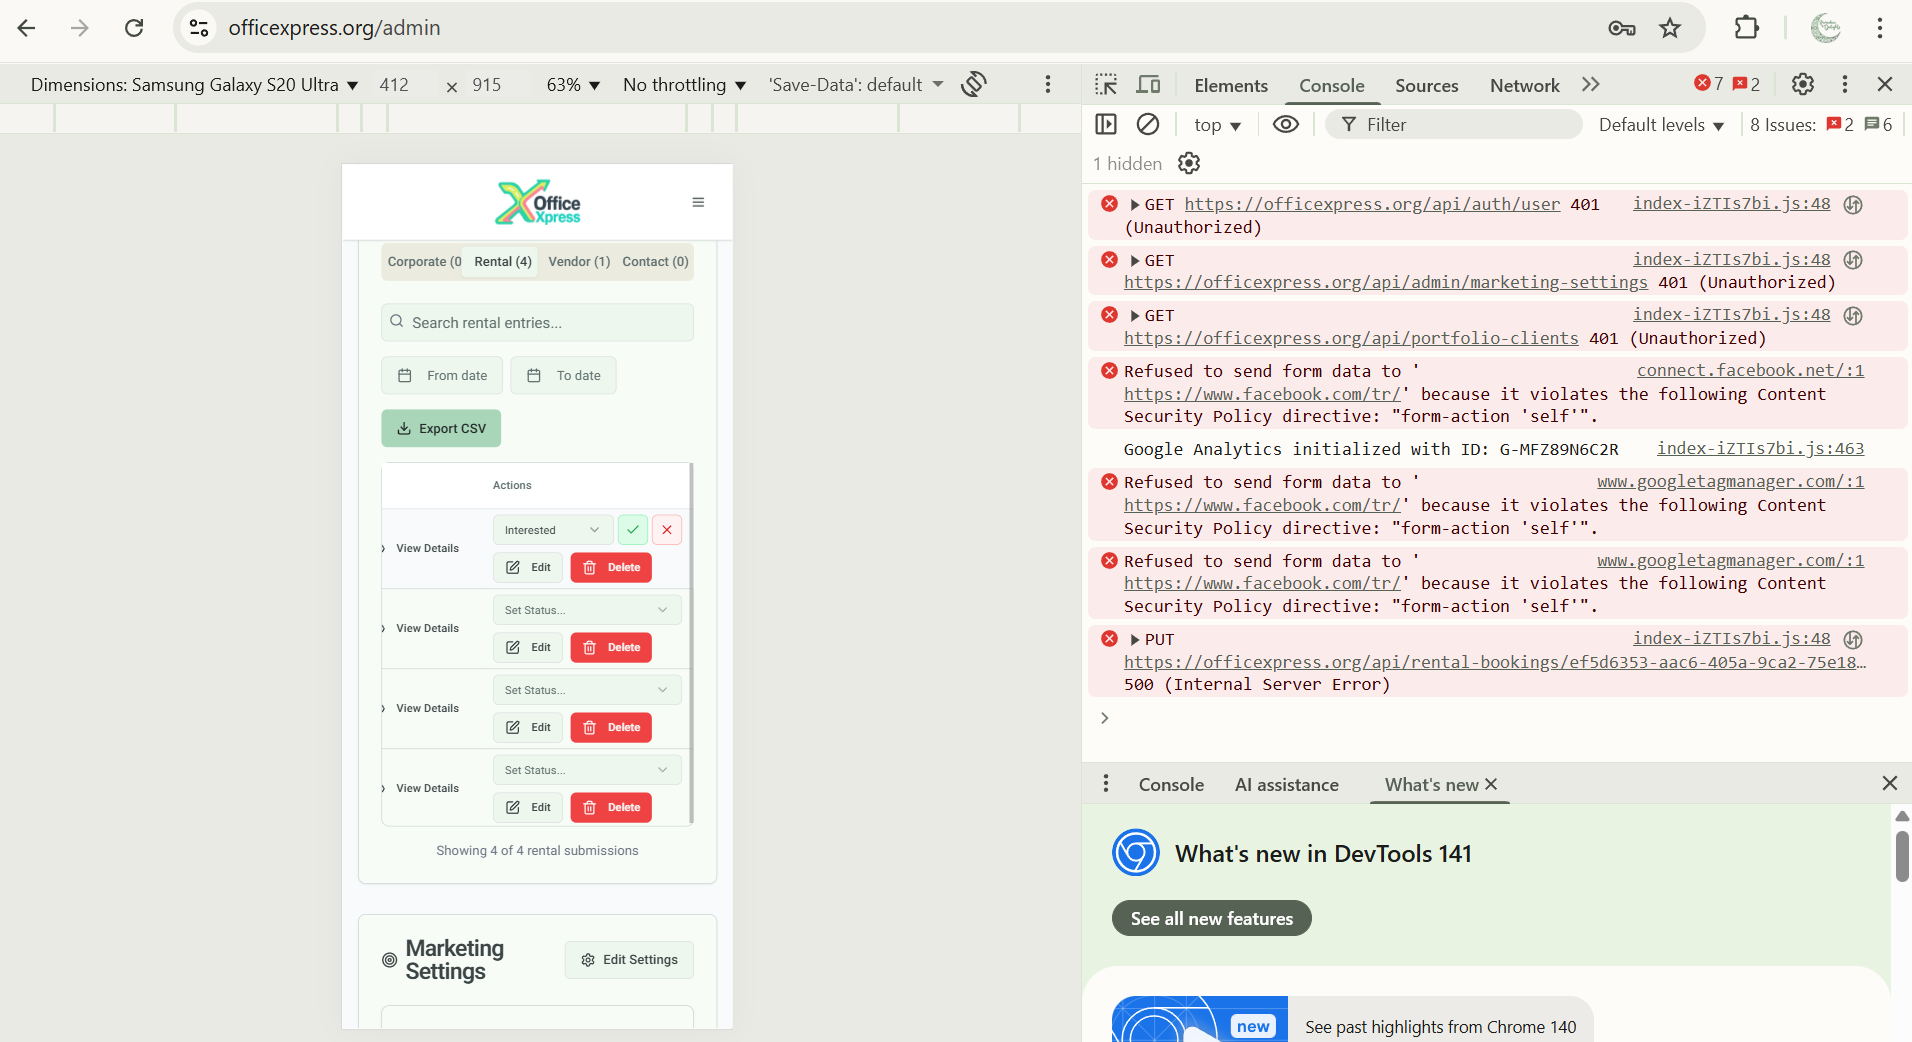 officexpress.org/admin
Dimensions: Samsung Galaxy S20 Ultra 412 × 915 63% No throttling 'Save-Data': default
Office
Xpress
Corporate (0 Rental (4) Vendor (1) Contact (0)
Search rental entries...
From date To date
Export CSV
Actions
Interested
View Details
Edit Delete
Set Status...
View Details
Edit Delete
Set Status...
View Details
Edit Delete
Set Status...
View Details
Edit Delete
Showing 4 of 4 rental submissions
Marketing
Settings
Edit Settings
Elements Console Sources Network 7 2
top Filter Default levels 8 Issues: 2 6
1 hidden
GET https://officexpress.org/api/auth/user 401 index-iZTIs7bi.js:48
(Unauthorized)
GET index-iZTIs7bi.js:48
https://officexpress.org/api/admin/marketing-settings 401 (Unauthorized)
GET index-iZTIs7bi.js:48
https://officexpress.org/api/portfolio-clients 401 (Unauthorized)
Refused to send form data to ' connect.facebook.net/:1
https://www.facebook.com/tr/' because it violates the following Content
Security Policy directive: "form-action 'self'".
Google Analytics initialized with ID: G-MFZ89N6C2R index-iZTIs7bi.js:463
Refused to send form data to ' www.googletagmanager.com/:1
https://www.facebook.com/tr/' because it violates the following Content
Security Policy directive: "form-action 'self'".
Refused to send form data to ' www.googletagmanager.com/:1
https://www.facebook.com/tr/' because it violates the following Content
Security Policy directive: "form-action 'self'".
PUT index-iZTIs7bi.js:48
https://officexpress.org/api/rental-bookings/ef5d6353-aac6-405a-9ca2-75e18…
500 (Internal Server Error)
Console AI assistance What's new
What's new in DevTools 141
See all new features
new
See past highlights from Chrome 140